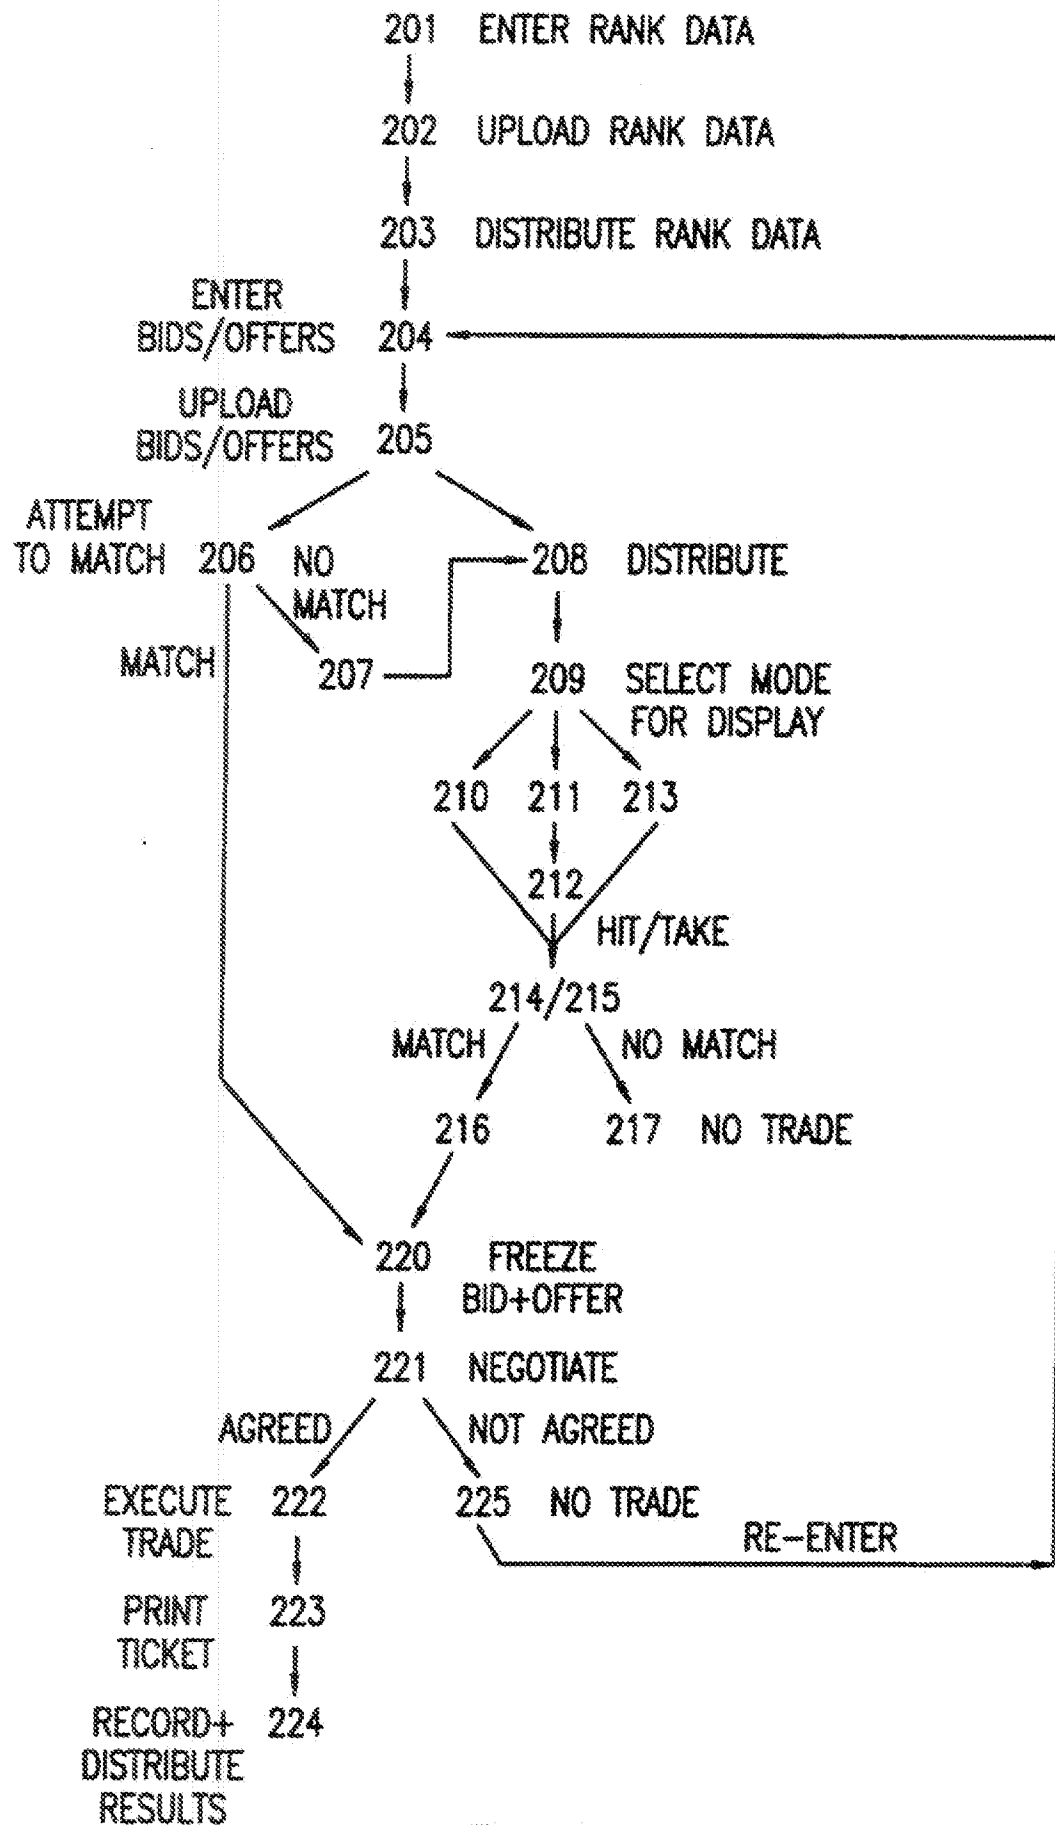 201 ENTER RANK DATA
202 UPLOAD RANK DATA
203 DISTRIBUTE RANK DATA
ENTER
BIDS/OFFERS 204
UPLOAD
BIDS/OFFERS 205
ATTEMPT
TO MATCH 206 NO
MATCH
208 DISTRIBUTE
MATCH
207
209 SELECT MODE
FOR DISPLAY
210 211 213
212
HIT/TAKE
214/215
MATCH NO MATCH
216 217 NO TRADE
220 FREEZE
BID+OFFER
221 NEGOTIATE
AGREED NOT AGREED
EXECUTE 222
TRADE
225 NO TRADE
RE-ENTER
PRINT 223
TICKET
RECORD+ 224
DISTRIBUTE
RESULTS